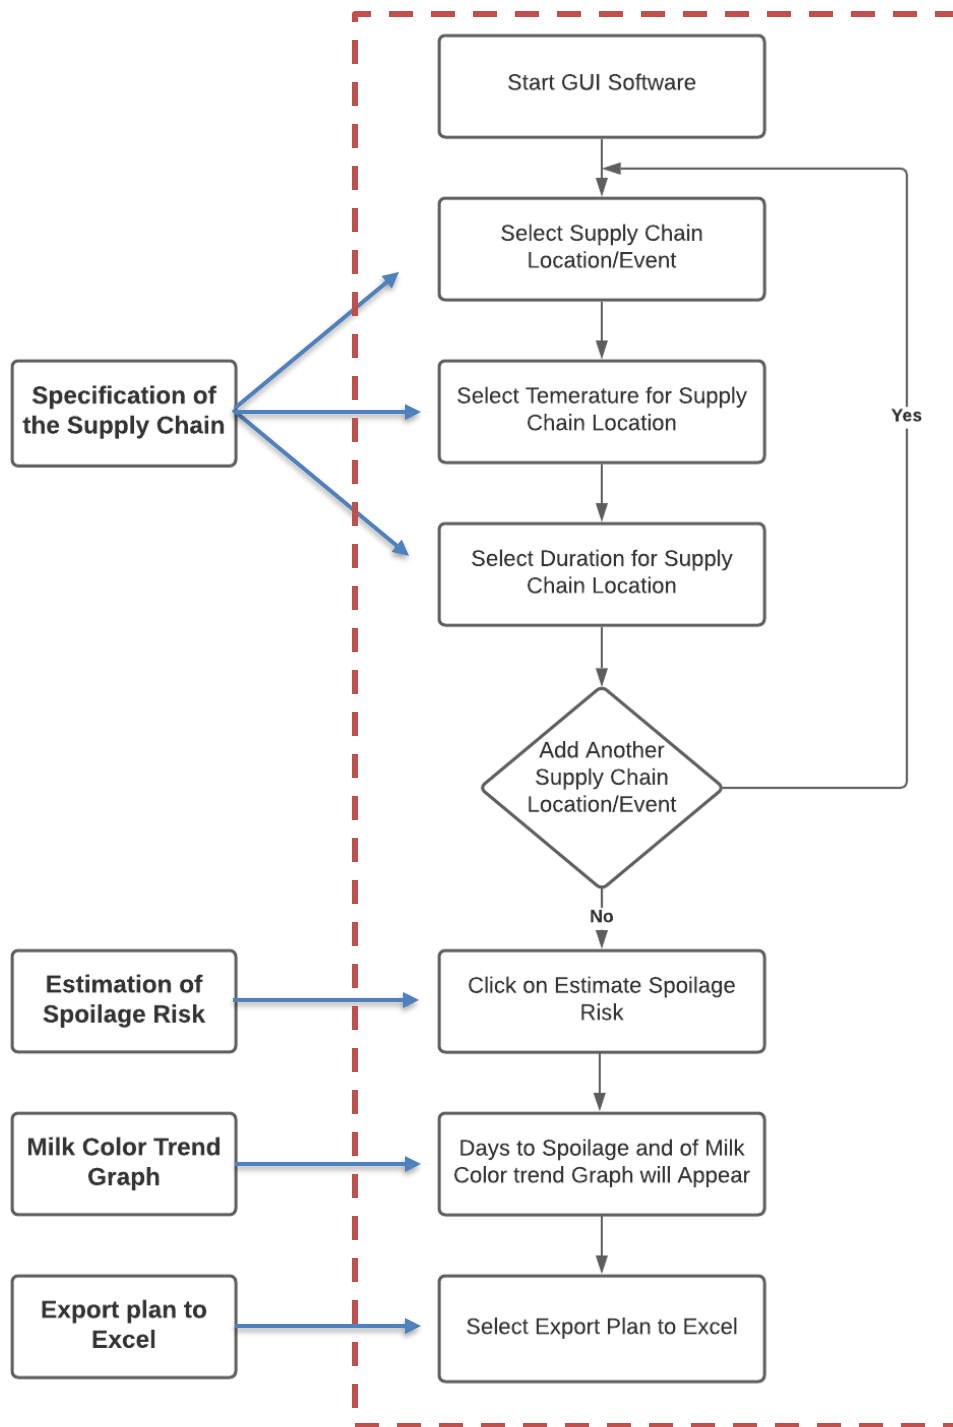 Start GUI Software
Select Supply Chain
Location/Event
Specification of
the Supply Chain
Select Temerature for Supply
Chain Location
Yes
Select Duration for Supply
Chain Location
Add Another
Supply Chain
Location/Event
No
Estimation of
Spoilage Risk
Click on Estimate Spoilage
Risk
Milk Color Trend
Graph
Days to Spoilage and of Milk
Color trend Graph will Appear
Export plan to
Excel
Select Export Plan to Excel